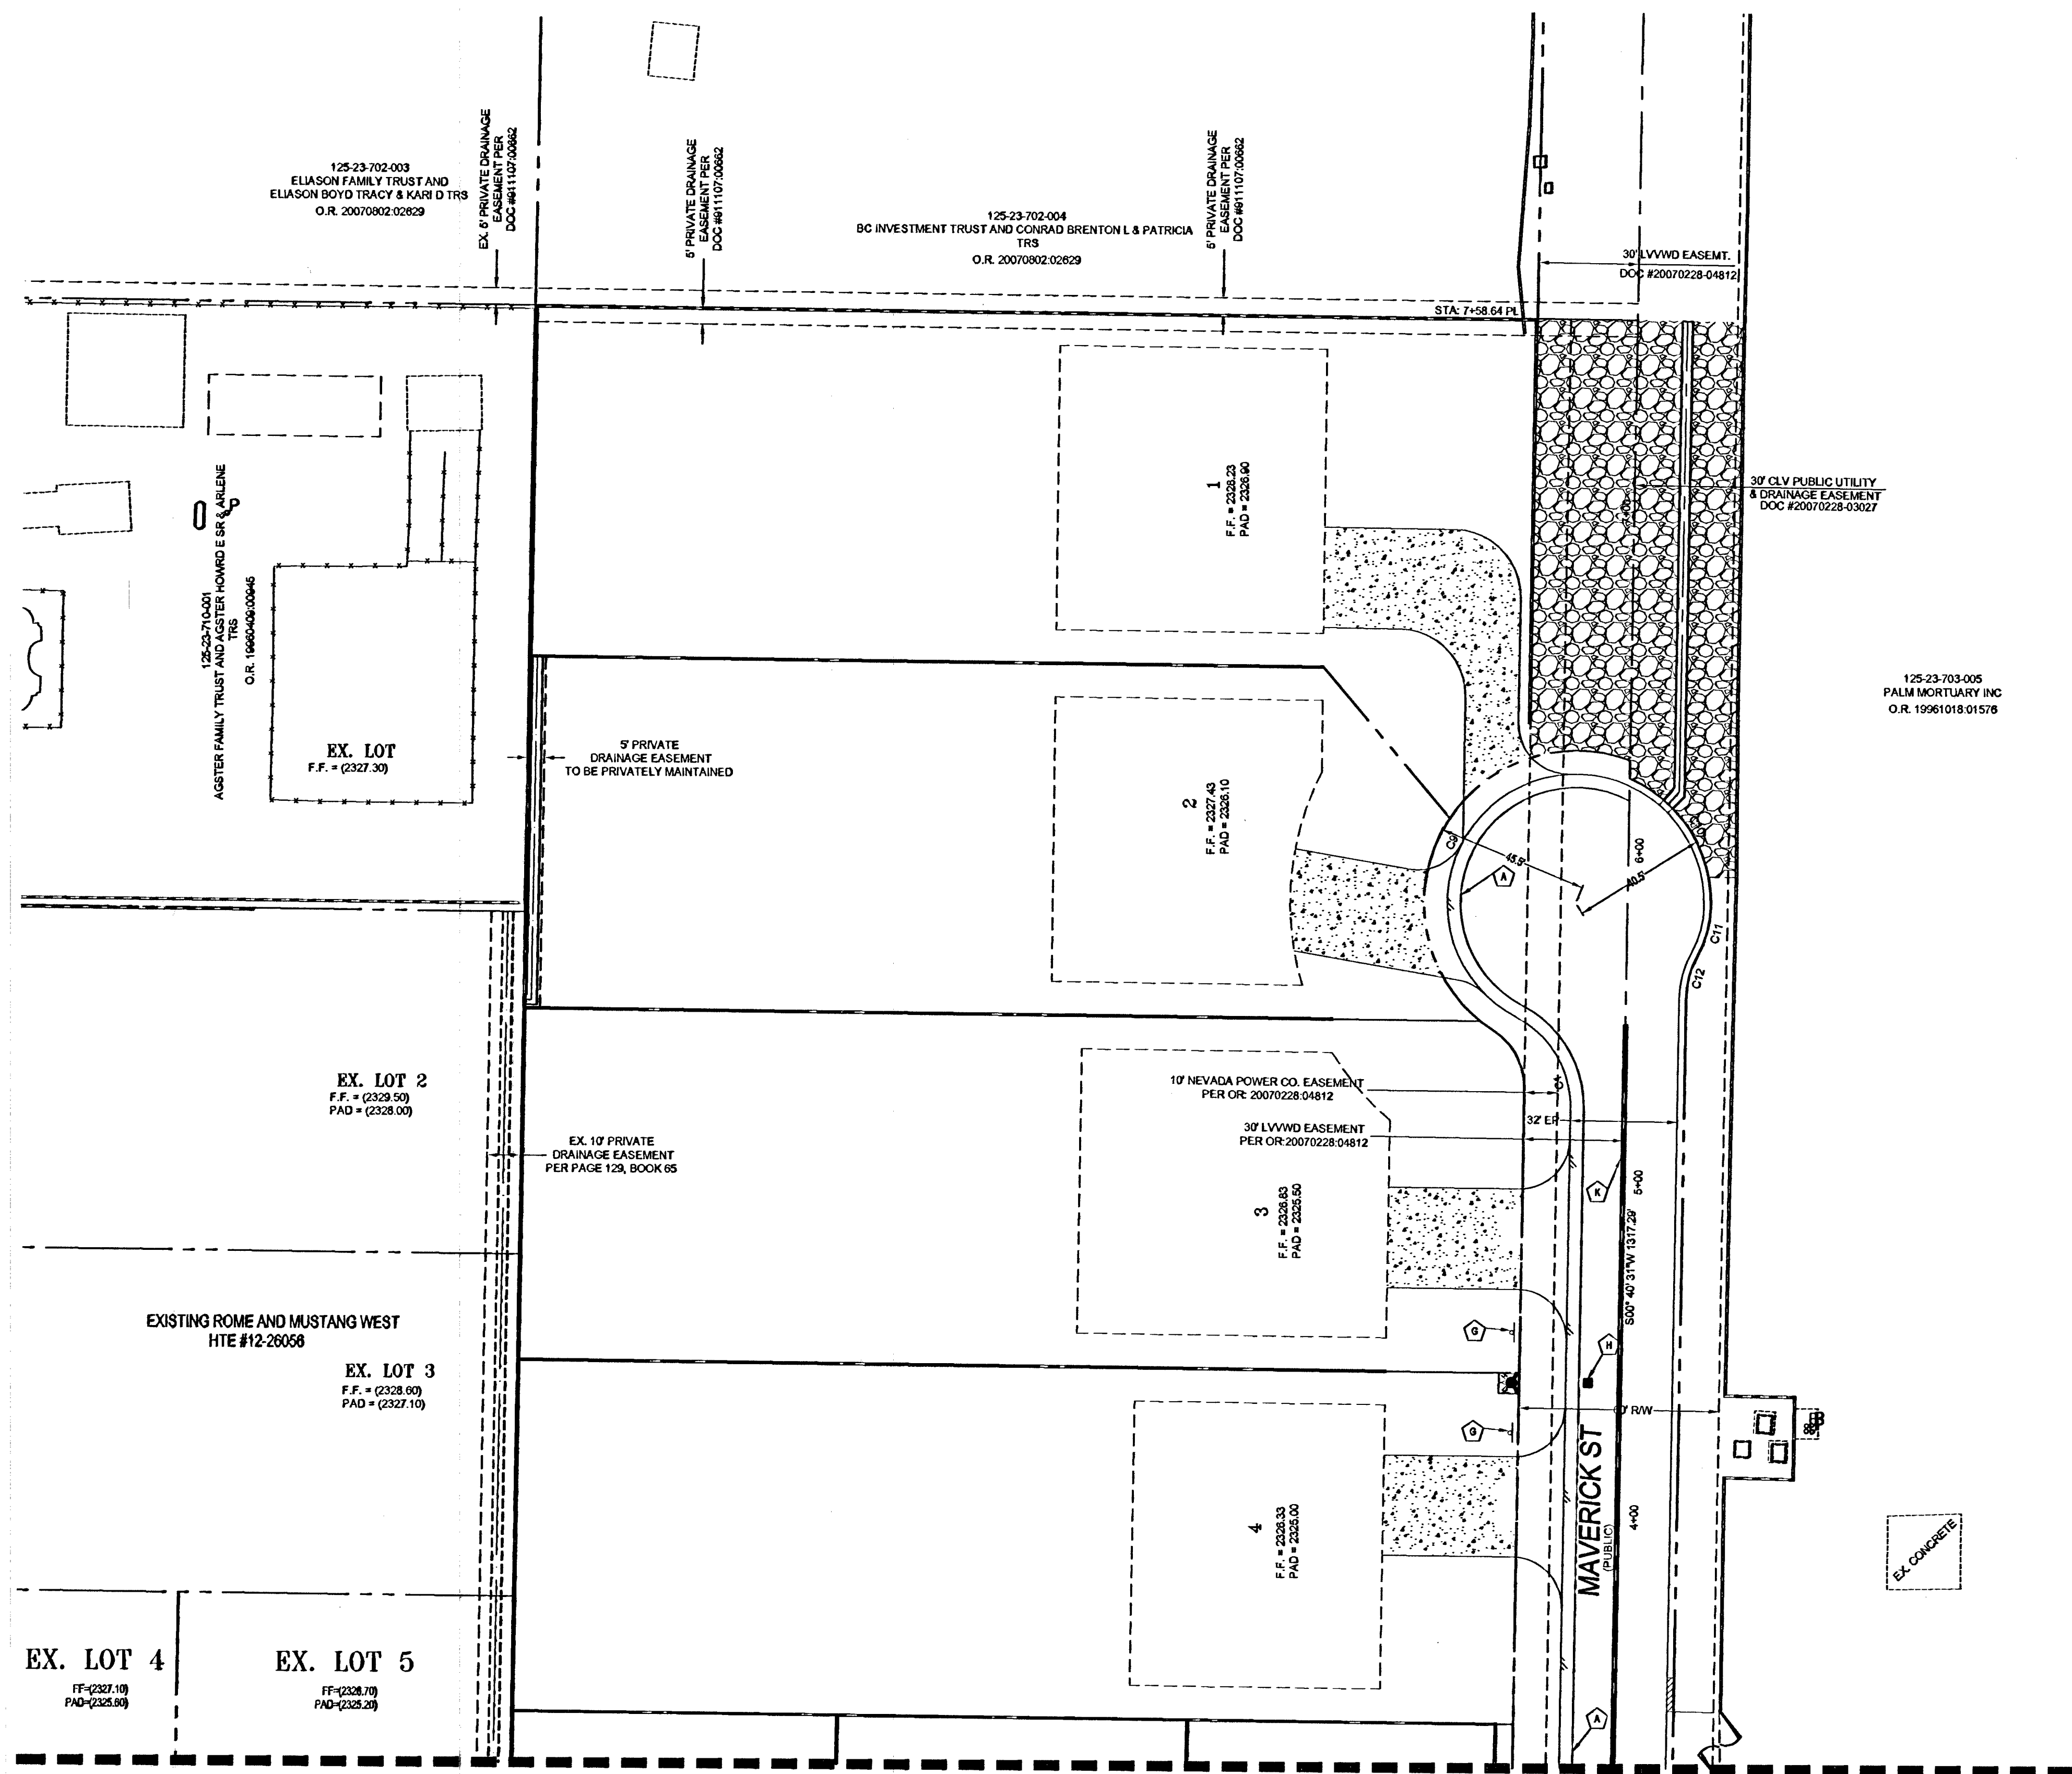 125-23-702-003
ELIASON FAMILY TRUST AND
ELIASON BOYD TRACY & KARI D TRS
O.R. 20070802:02629
EX. 5' PRIVATE DRAINAGE
EASEMENT PER
DOC #911107:00662
5' PRIVATE DRAINAGE
EASEMENT PER
DOC #911107:00662
125-23-702-004
BC INVESTMENT TRUST AND CONRAD BRENTON L & PATRICIA
TRS
O.R. 20070802:02629
5' PRIVATE DRAINAGE
EASEMENT PER
DOC #911107:00662
30' LVVWD EASEMT.
DOC #20070228-04812
STA: 7+58.64 PL
30' CLV PUBLIC UTILITY
& DRAINAGE EASEMENT
DOC #20070228-03027
7+00
1
F.F. = 2328.23
PAD = 2326.90
P
125-23-710-001
AGSTER FAMILY TRUST AND AGSTER HOWRD E SR & ARLENE
TRS
O.R. 19960409:00945
EX. LOT
F.F. = (2327.30)
5' PRIVATE
DRAINAGE EASEMENT
TO BE PRIVATELY MAINTAINED
125-23-703-005
PALM MORTUARY INC
O.R. 19961018:01576
2
F.F. = 2327.43
PAD = 2326.10
C9
45.5'
A
40.5'
6+00
C11
C12
EX. LOT 2
F.F. = (2329.50)
PAD = (2328.00)
10' NEVADA POWER CO. EASEMENT
PER OR: 20070228:04812
32' EP
30' LVVWD EASEMENT
PER OR:20070228:04812
EX. 10' PRIVATE
DRAINAGE EASEMENT
PER PAGE 129, BOOK 65
3
F.F. = 2326.83
PAD = 2325.50
K
5+00
S00° 40' 31"W 1317.29'
EXISTING ROME AND MUSTANG WEST
HTE #12-26056
G
H
EX. LOT 3
F.F. = (2328.60)
PAD = (2327.10)
60' R/W
G
MAVERICK ST
(PUBLIC)
4+00
4
F.F. = 2326.33
PAD = 2325.00
EX. CONCRETE
EX. LOT 4
FF=(2327.10)
PAD=(2325.60)
EX. LOT 5
FF=(2326.70)
PAD=(2325.20)
A